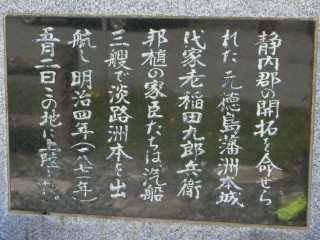 静内郡の開拓を命ぜら
れた元徳島藩洲本城
代家老稲田九郎兵衛
邦植の家臣たちは、汽船
三艘で淡路洲本を出
航し明治四年(一八七一年)
五月二日この地に上陸した。